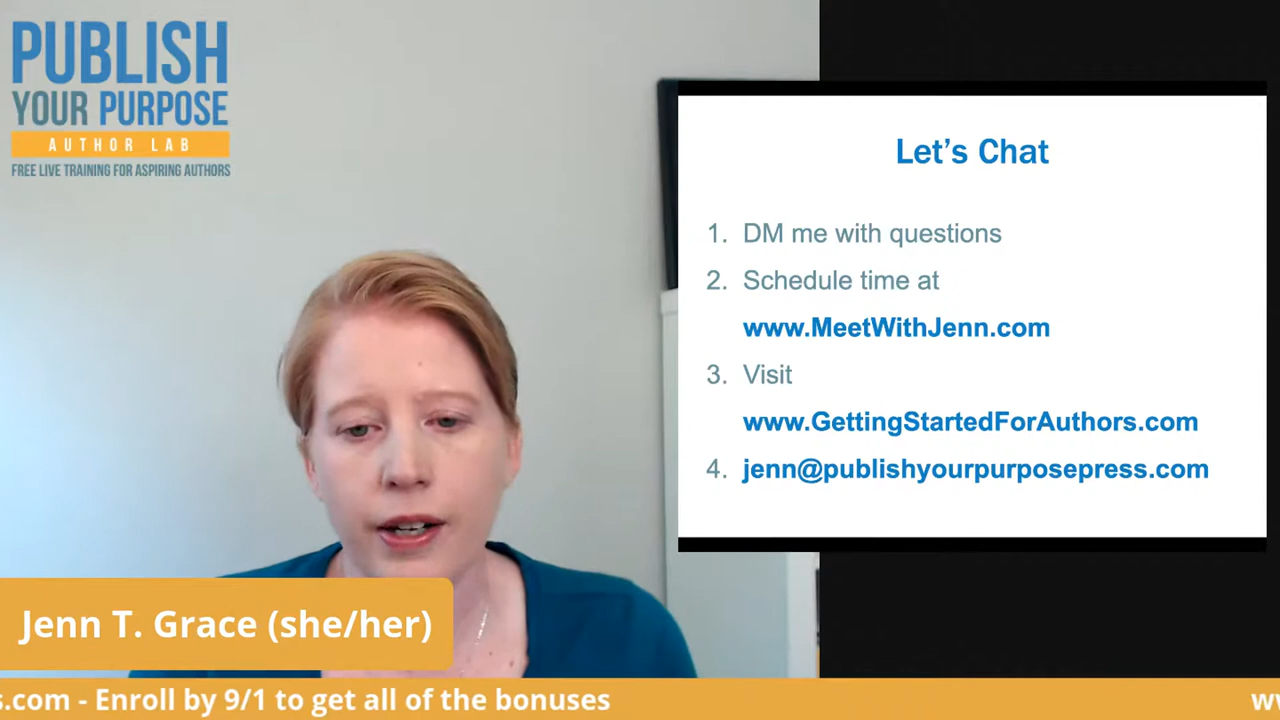 PUBLISH
YOUR PURPOSE
AUTHOR LAB
FREE LIVE TRAINING FOR ASPIRING AUTHORS
Let's Chat
1. DM me with questions
2. Schedule time at
www.MeetWithJenn.com
3. Visit
www.GettingStartedForAuthors.com
4. jenn@publishyourpurposepress.com
Jenn T. Grace (she/her)
s.com - Enroll by 9/1 to get all of the bonuses